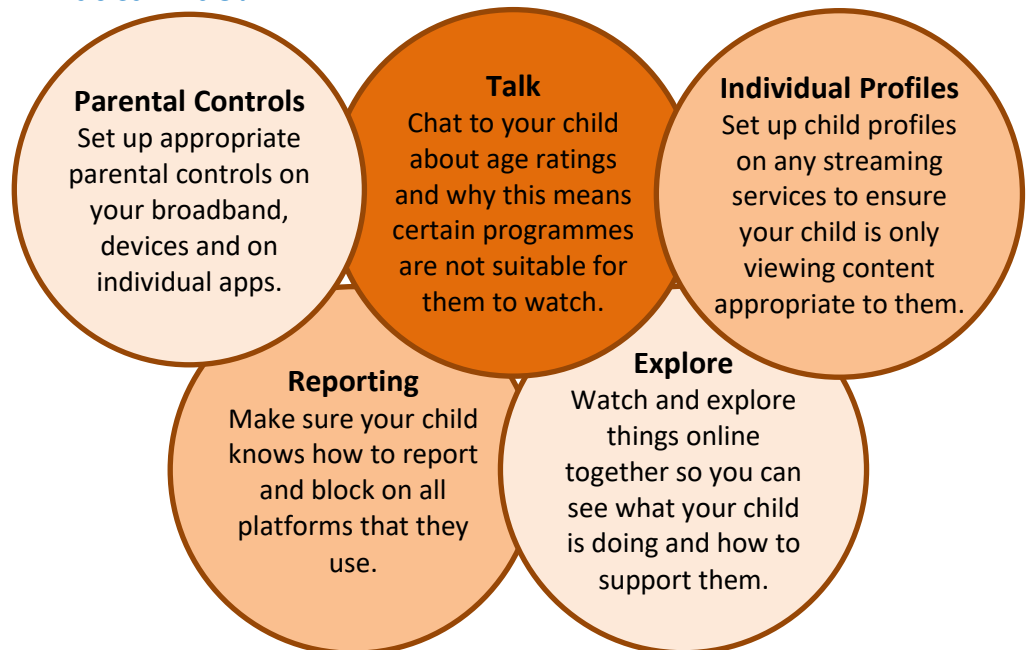 Parental Controls
Set up appropriate
parental controls on
your broadband,
devices and on
individual apps.
Talk
Chat to your child
about age ratings
and why this means
certain programmes
are not suitable for
them to watch.
Individual Profiles
Set up child profiles
on any streaming
services to ensure
your child is only
viewing content
appropriate to them.
Reporting
Make sure your child
knows how to report
and block on all
platforms that they
use.
Explore
Watch and explore
things online
together so you can
see what your child
is doing and how to
support them.